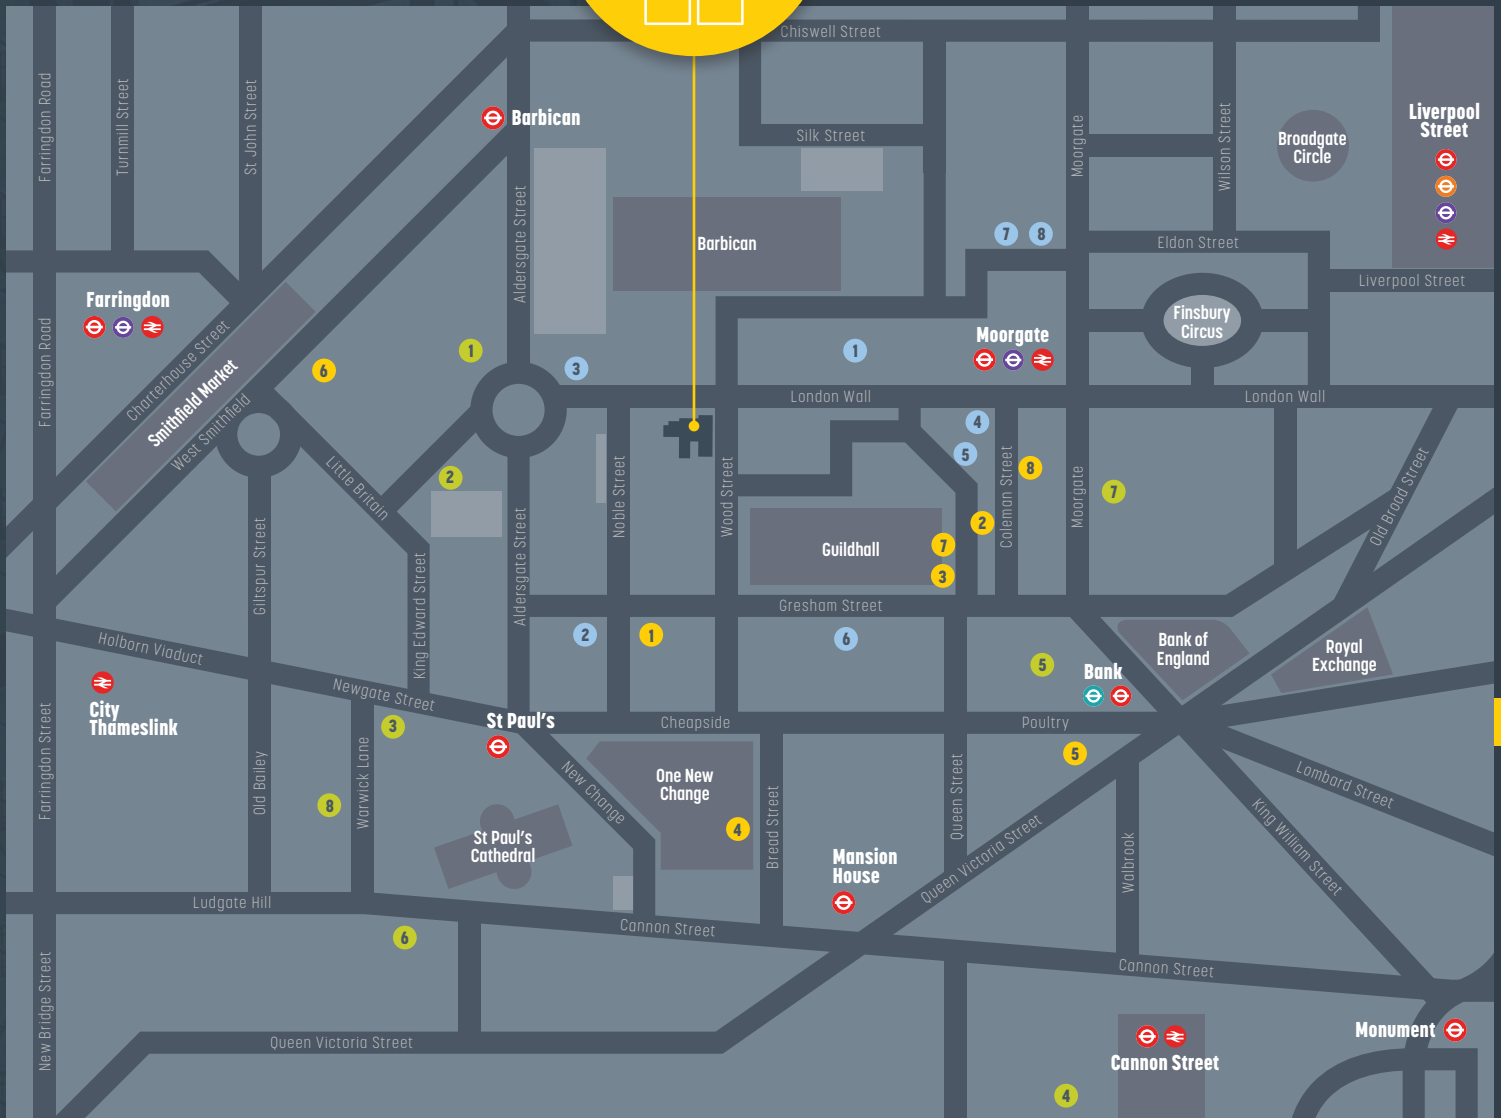 Chiswell Street
Farringdon Road
Turnmill Street
St John Street
Barbican
Silk Street
Moorgate
Wilson Street
Broadgate
Circle
Liverpool
Street
Aldersgate Street
Barbican
7
8
Eldon Street
Liverpool Street
Farringdon
Farringdon Road
Charterhouse Street
Smithfield Market
West Smithfield
6
1
3
1
Moorgate
Finsbury
Circus
London Wall
London Wall
4
5
8
Coleman Street
Moorgate
7
Old Broad Street
2
Little Britain
Giltspur Street
King Edward Street
Aldersgate Street
Noble Street
Wood Street
Guildhall
7
2
3
Gresham Street
2
1
6
5
Bank of
England
Royal
Exchange
Bank
Holborn Viaduct
Newgate Street
City
Thameslink
3
St Paul's
Cheapside
Poultry
5
Farringdon Street
Old Bailey
Warwick Lane
8
New Change
One New
Change
4
Bread Street
Queen Street
Queen Victoria Street
Walbrook
King William Street
Lombard Street
St Paul's
Cathedral
Mansion
House
Ludgate Hill
6
Cannon Street
Cannon Street
New Bridge Street
Queen Victoria Street
Cannon Street
Monument
4